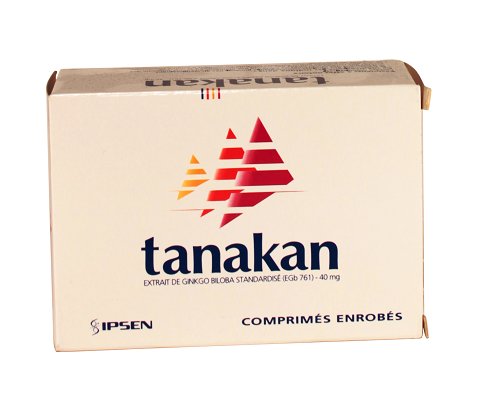 tanakan
tanakan
EXTRAIT DE GINKGO BILOBA STANDARDISÉ (EGb 761) - 40 mg
IPSEN
COMPRIMÉS ENROBÉS